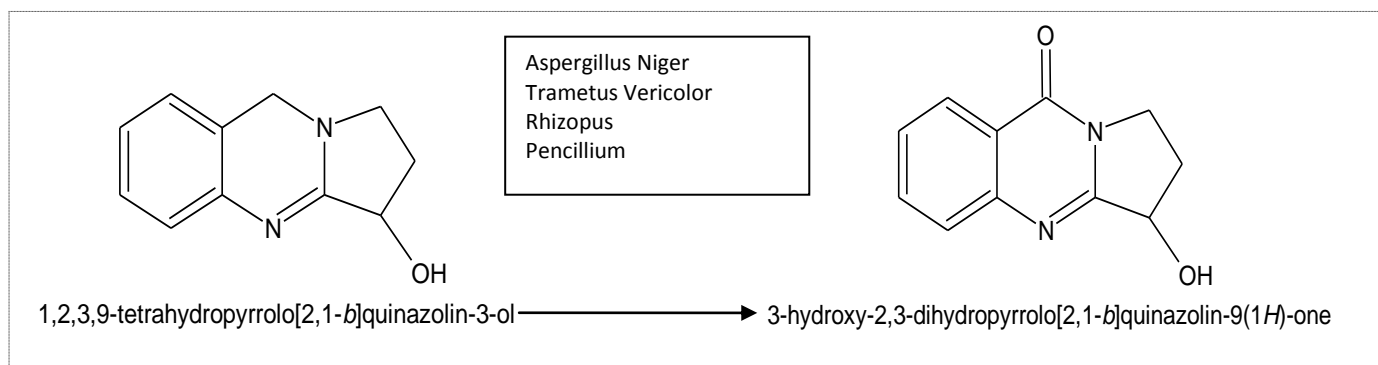 Aspergillus Niger
Trametus Vericolor
Rhizopus
Pencillium
O
N
N
OH
N
N
OH
1,2,3,9-tetrahydropyrrolo[2,1-b]quinazolin-3-ol
3-hydroxy-2,3-dihydropyrrolo[2,1-b]quinazolin-9(1H)-one